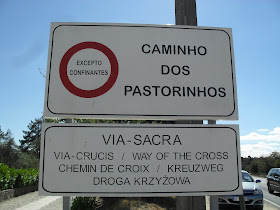 EXCEPTO
CONFINANTES
CAMINHO
DOS
PASTORINHOS
VIA-SACRA
VIA-CRUCIS / WAY OF THE CROSS
CHEMIN DE CROIX / KREUZWEG
DROGA KRZYŻOWA